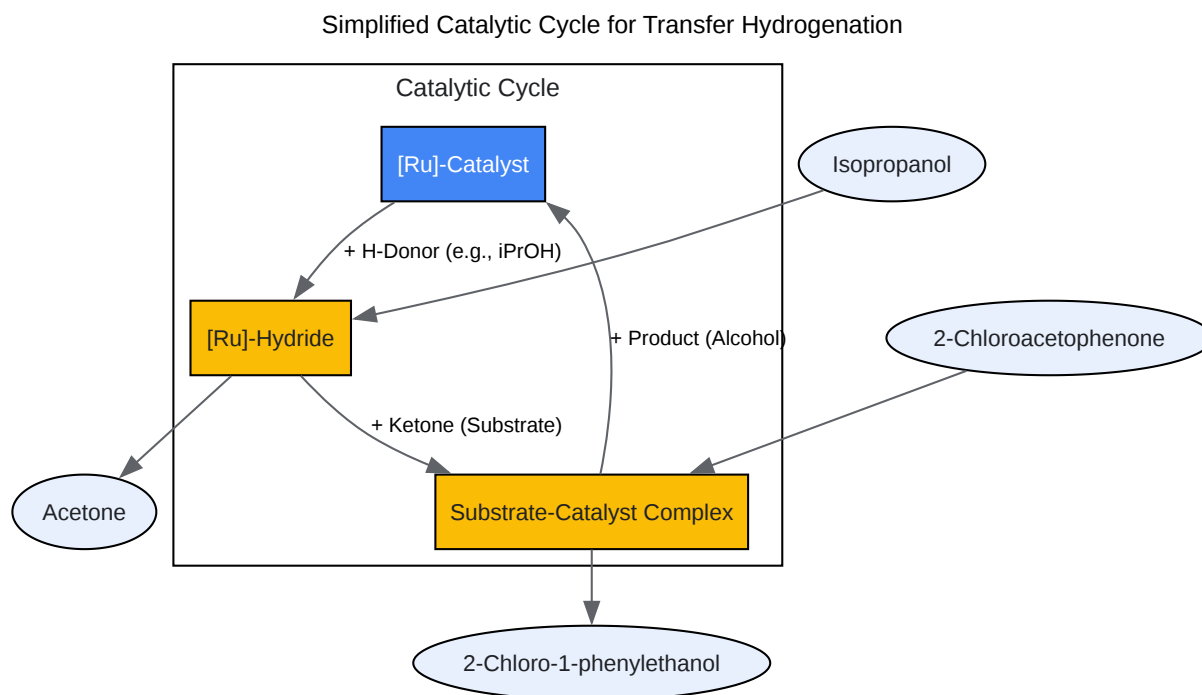 Simplified Catalytic Cycle for Transfer Hydrogenation
Catalytic Cycle
[Ru]-Catalyst
Isopropanol
+ H-Donor (e.g., iPrOH)
[Ru]-Hydride
+ Product (Alcohol)
2-Chloroacetophenone
+ Ketone (Substrate)
Acetone
Substrate-Catalyst Complex
2-Chloro-1-phenylethanol